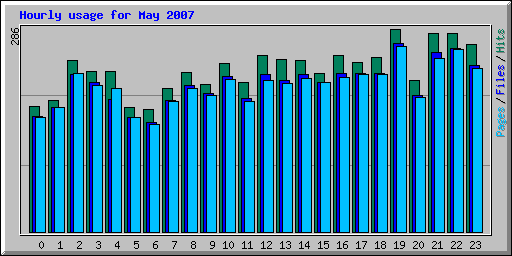 Hourly usage for May 2007
286
Pages / Files / Hits
0 1 2 3 4 5 6 7 8 9 10 11 12 13 14 15 16 17 18 19 20 21 22 23